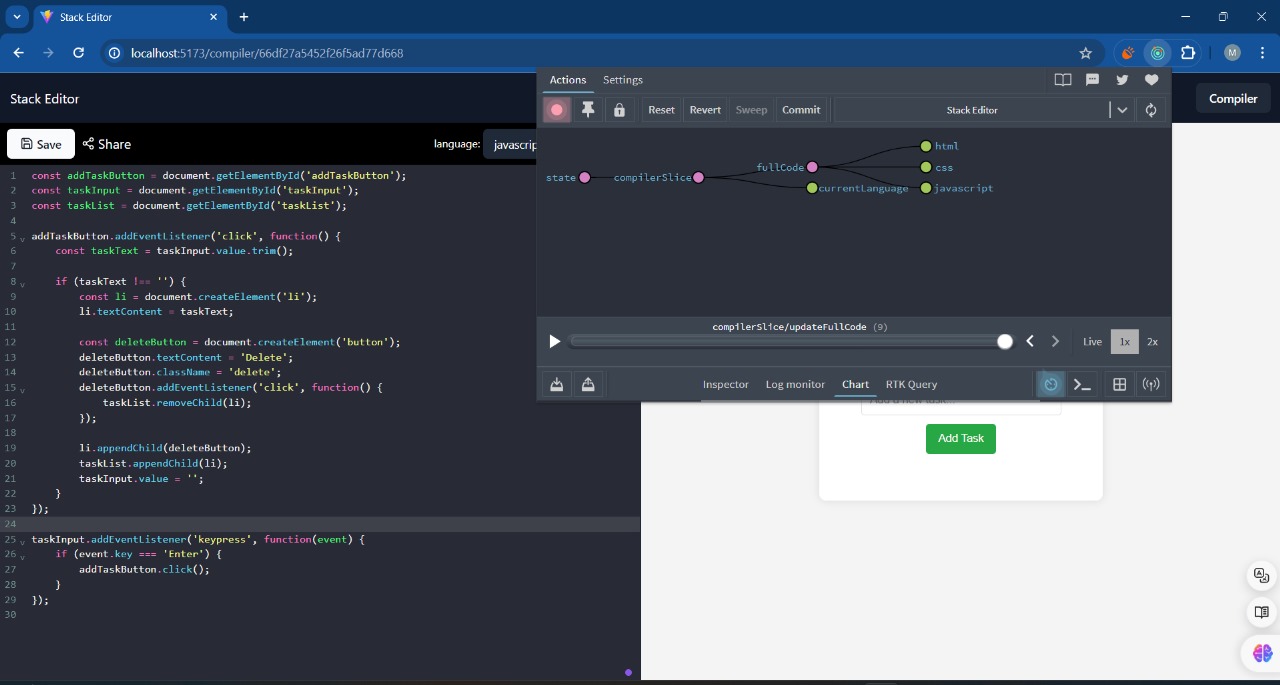 Stack Editor
localhost:5173/compiler/66df27a5452f26f5ad77d668
M
Stack Editor
Compiler
Save
Share
language:
javascrip
1 const addTaskButton = document.getElementById('addTaskButton');
2 const taskInput = document.getElementById('taskInput');
3 const taskList = document.getElementById('taskList');
4
5 addTaskButton.addEventListener('click', function() {
6 const taskText = taskInput.value.trim();
7
8 if (taskText !== '') {
9 const li = document.createElement('li');
10 li.textContent = taskText;
11
12 const deleteButton = document.createElement('button');
13 deleteButton.textContent = 'Delete';
14 deleteButton.className = 'delete';
15 deleteButton.addEventListener('click', function() {
16 taskList.removeChild(li);
17 });
18
19 li.appendChild(deleteButton);
20 taskList.appendChild(li);
21 taskInput.value = '';
22 }
23 });
24
25 taskInput.addEventListener('keypress', function(event) {
26 if (event.key === 'Enter') {
27 addTaskButton.click();
28 }
29 });
30
Actions Settings
Reset Revert Sweep Commit Stack Editor
state
compilerSlice
fullCode
currentLanguage
html
css
javascript
compilerSlice/updateFullCode (9)
Live 1x 2x
Inspector Log monitor Chart RTK Query
Add Task